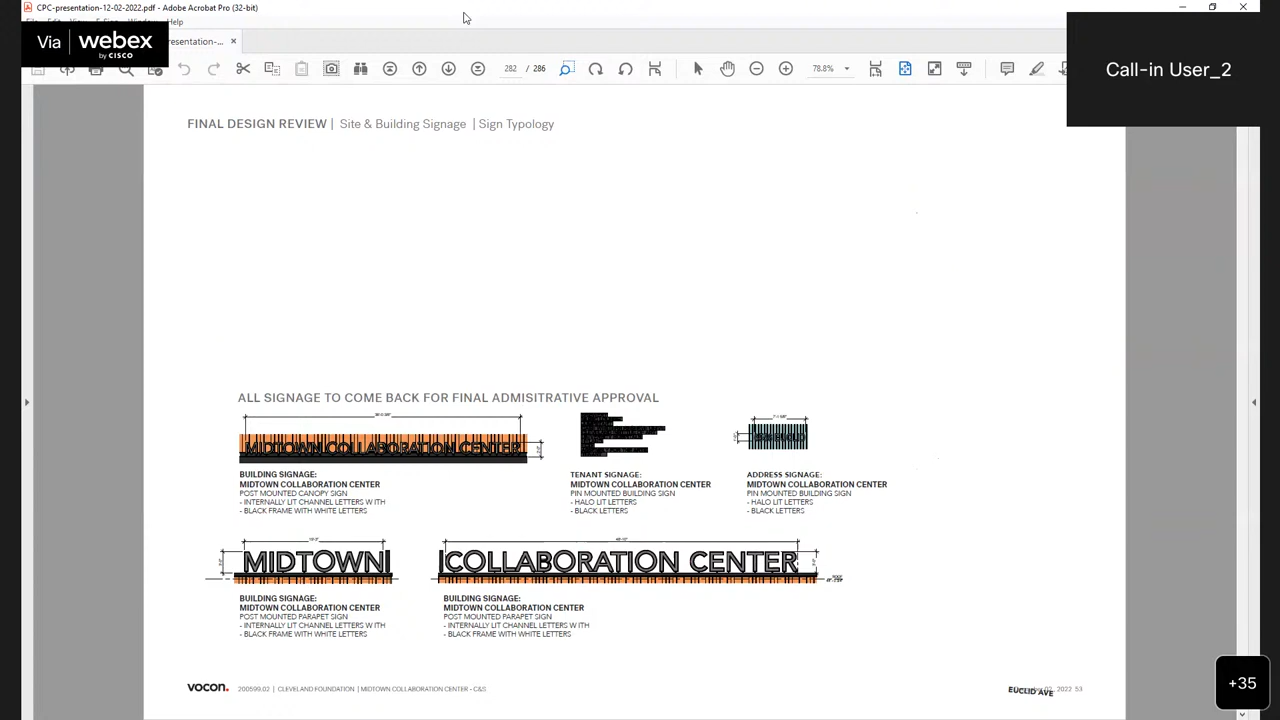 CPC-presentation-12-02-2022.pdf - Adobe Acrobat Pro (32-bit)
Help
Via webex by CISCO
resentation-...
282 / 286
78.8%
Call-in User_2
FINAL DESIGN REVIEW | Site & Building Signage | Sign Typology
ALL SIGNAGE TO COME BACK FOR FINAL ADMISITRATIVE APPROVAL
MIDTOWN COLLABORATION CENTER
BUILDING SIGNAGE:
MIDTOWN COLLABORATION CENTER
POST MOUNTED CANOPY SIGN
- INTERNALLY LIT CHANNEL LETTERS W ITH
- BLACK FRAME WITH WHITE LETTERS
TENANT SIGNAGE:
MIDTOWN COLLABORATION CENTER
PIN MOUNTED BUILDING SIGN
- HALO LIT LETTERS
- BLACK LETTERS
ADDRESS SIGNAGE:
MIDTOWN COLLABORATION CENTER
PIN MOUNTED BUILDING SIGN
- HALO LIT LETTERS
- BLACK LETTERS
MIDTOWN
COLLABORATION CENTER
BUILDING SIGNAGE:
MIDTOWN COLLABORATION CENTER
POST MOUNTED PARAPET SIGN
- INTERNALLY LIT CHANNEL LETTERS W ITH
- BLACK FRAME WITH WHITE LETTERS
BUILDING SIGNAGE:
MIDTOWN COLLABORATION CENTER
POST MOUNTED PARAPET SIGN
- INTERNALLY LIT CHANNEL LETTERS W ITH
- BLACK FRAME WITH WHITE LETTERS
vocon. 200599.02 | CLEVELAND FOUNDATION | MIDTOWN COLLABORATION CENTER - C&S
EUCLID AVE
2022 53
+35